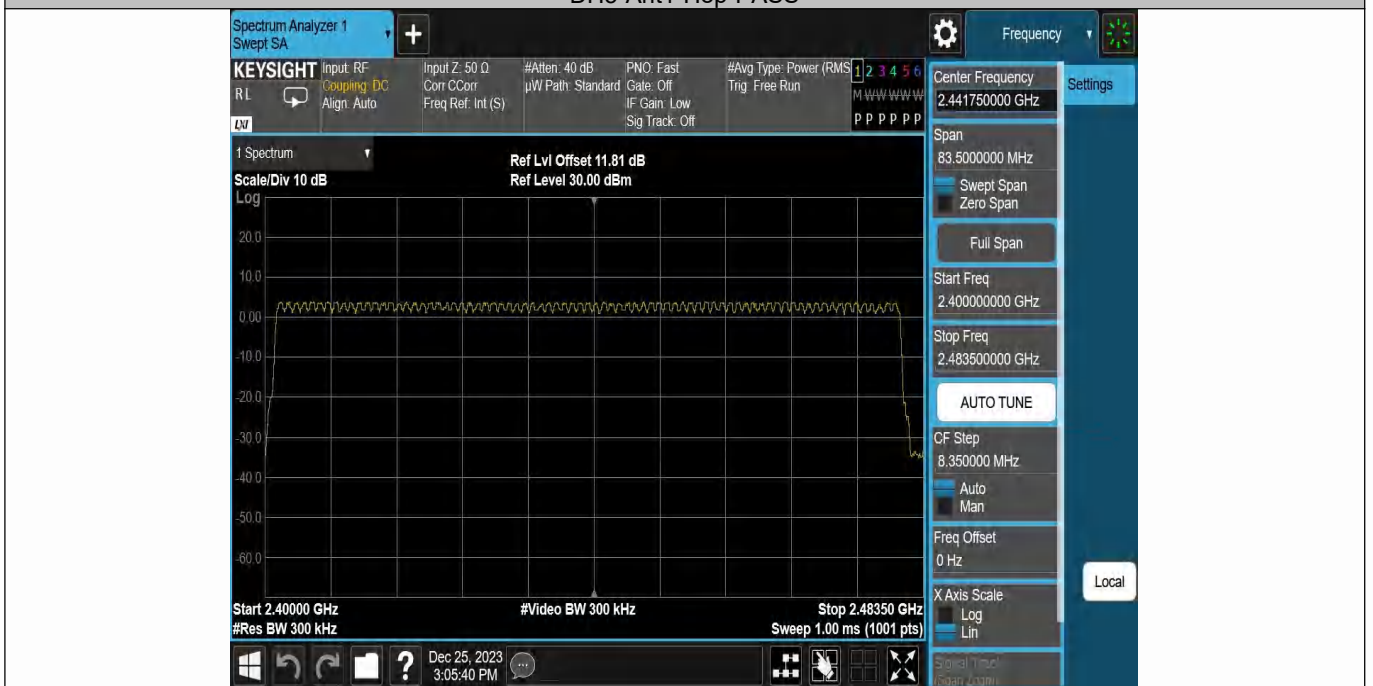 Spectrum Analyzer 1
Swept SA
Frequency
KEYSIGHT
RL
LXI
Input: RF
Coupling: DC
Align: Auto
Input Z: 50 Ω
Corr CCorr
Freq Ref: Int (S)
#Atten: 40 dB
µW Path: Standard
PNO: Fast
Gate: Off
IF Gain: Low
Sig Track: Off
#Avg Type: Power (RMS
Trig: Free Run
1 2 3 4 5 6
M W W W W W
P P P P P P
1 Spectrum
Scale/Div 10 dB
Log
Ref Lvl Offset 11.81 dB
Ref Level 30.00 dBm
20.0
10.0
0.00
-10.0
-20.0
-30.0
-40.0
-50.0
-60.0
Start 2.40000 GHz
#Res BW 300 kHz
#Video BW 300 kHz
Stop 2.48350 GHz
Sweep 1.00 ms (1001 pts)
Dec 25, 2023
3:05:40 PM
Center Frequency
2.441750000 GHz
Span
83.5000000 MHz
Swept Span
Zero Span
Full Span
Start Freq
2.400000000 GHz
Stop Freq
2.483500000 GHz
AUTO TUNE
CF Step
8.350000 MHz
Auto
Man
Freq Offset
0 Hz
X Axis Scale
Log
Lin
Signal Track
(Span Zoom)
Settings
Local